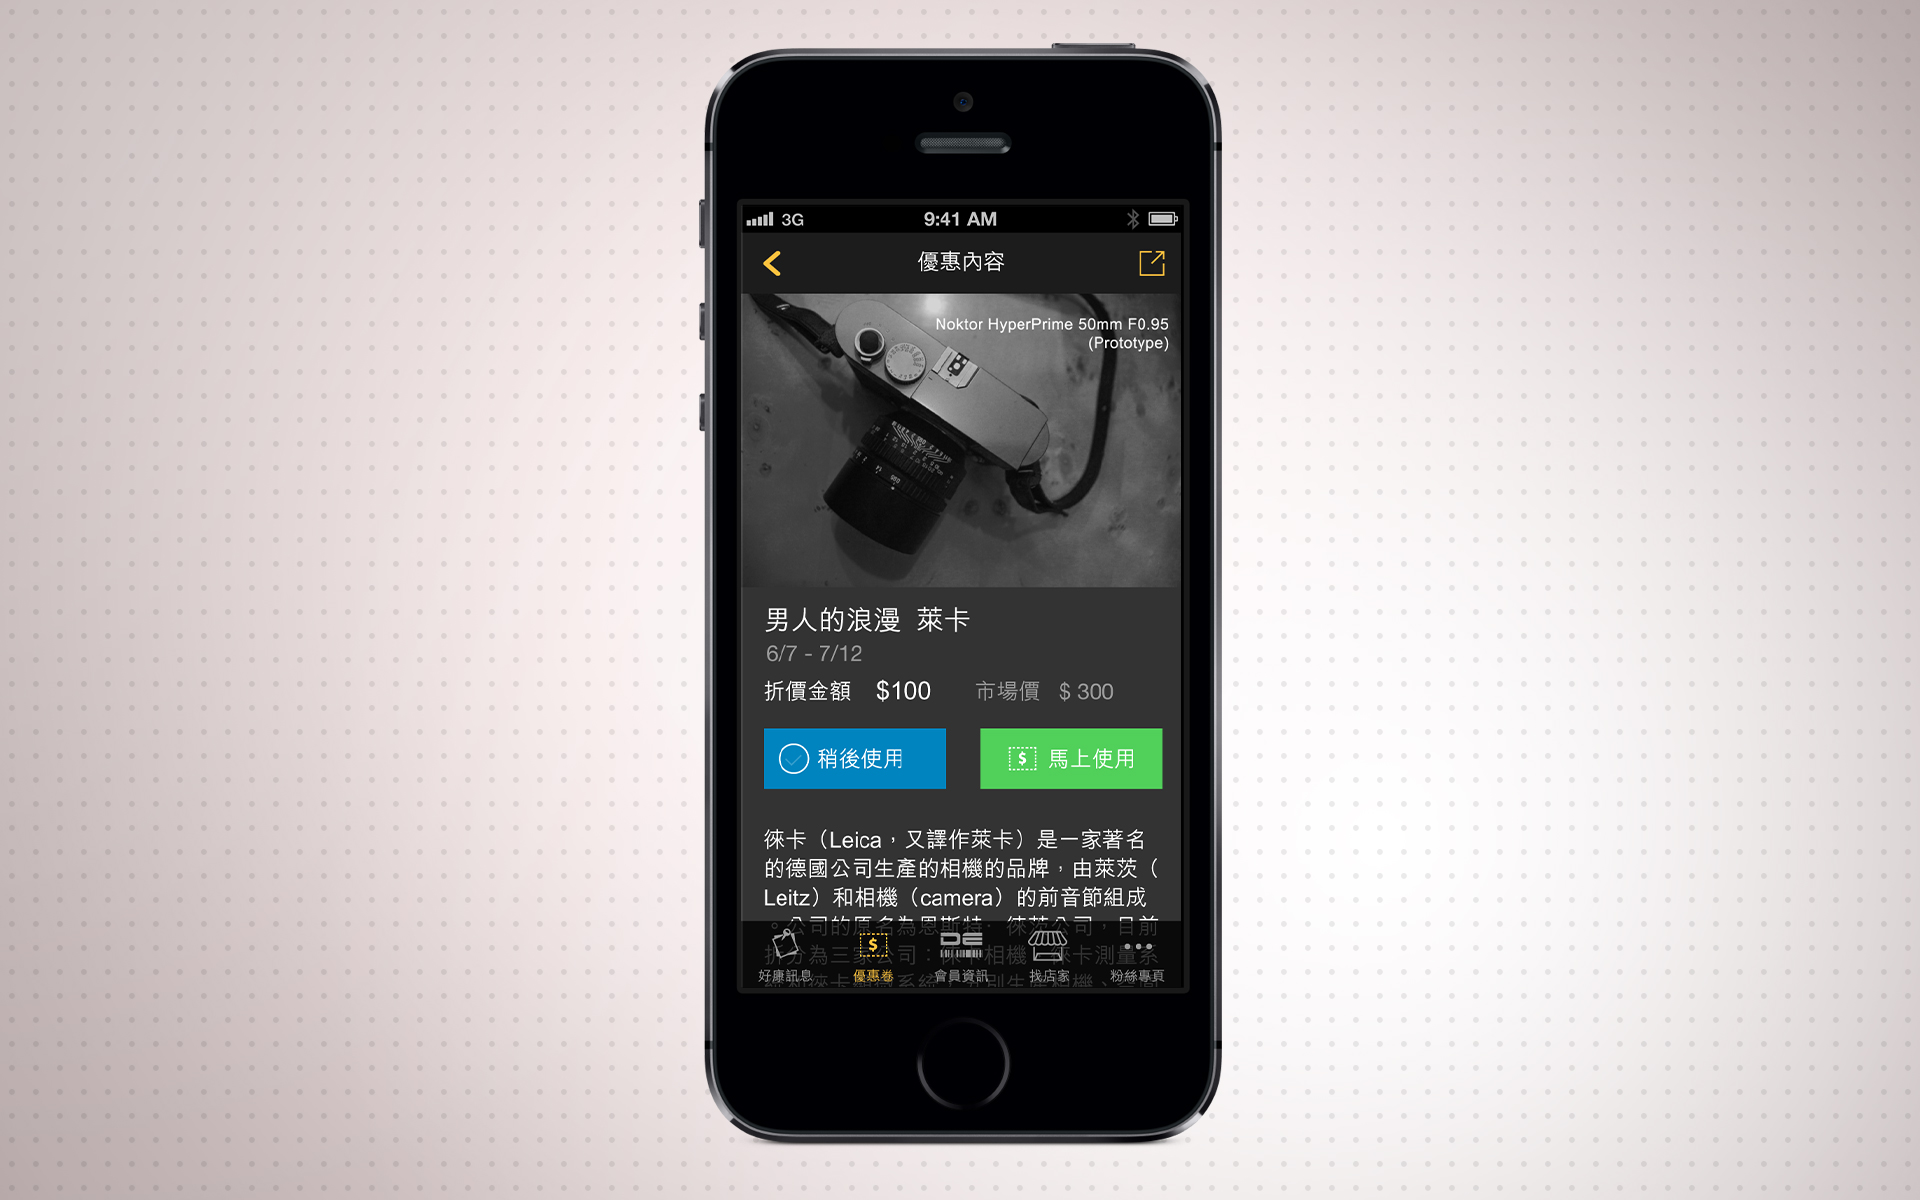 3G
9:41 AM
優惠內容
Noktor HyperPrime 50mm F0.95
(Prototype)
男人的浪漫 萊卡
6/7 - 7/12
折價金額 $100 市場價 $ 300
稍後使用
馬上使用
徠卡（Leica，又譯作萊卡）是一家著名
的德國公司生產的相機的品牌，由萊茨（
Leitz）和相機（camera）的前音節組成
。公司的原名為恩斯特·徠茨公司，目前
拆分為三家公司：徠卡相機、徠卡測量系
好康訊息
優惠卷
會員資訊
找店家
粉絲專頁